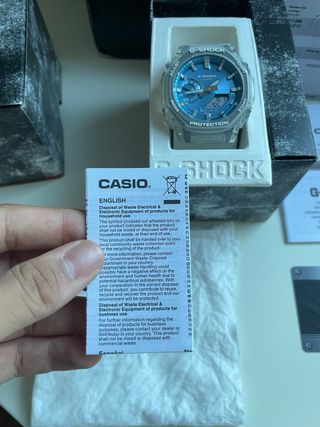 G-SHOCK
G-SHOCK
PROTECTION
G-SHOCK
CASIO
ENGLISH
Disposal of Waste Electrical &
Electronic Equipment of products for
Household use
This symbol (crossed out wheeled-bin) on
your product indicates that the product
shall not be mixed or disposed with your
household waste, at their end of use.
This product shall be handed over to your
local community waste collection point
for the recycling of the product.
For more information, please contact
your Government Waste-Disposal
department in your country.
Inappropriate waste handling could
possibly have a negative effect on the
environment and human health due to
potential hazardous substances. With
your cooperation in the correct disposal
of this product, you contribute to reuse,
recycle and recover the product and our
environment will be protected.
Disposal of Waste Electrical &
Electronic Equipment of products for
business use
For further information regarding the
disposal of products for business
purposes, please contact your dealer or
distributor in your country. This product
shall not be mixed or disposed with
commercial waste.
Español